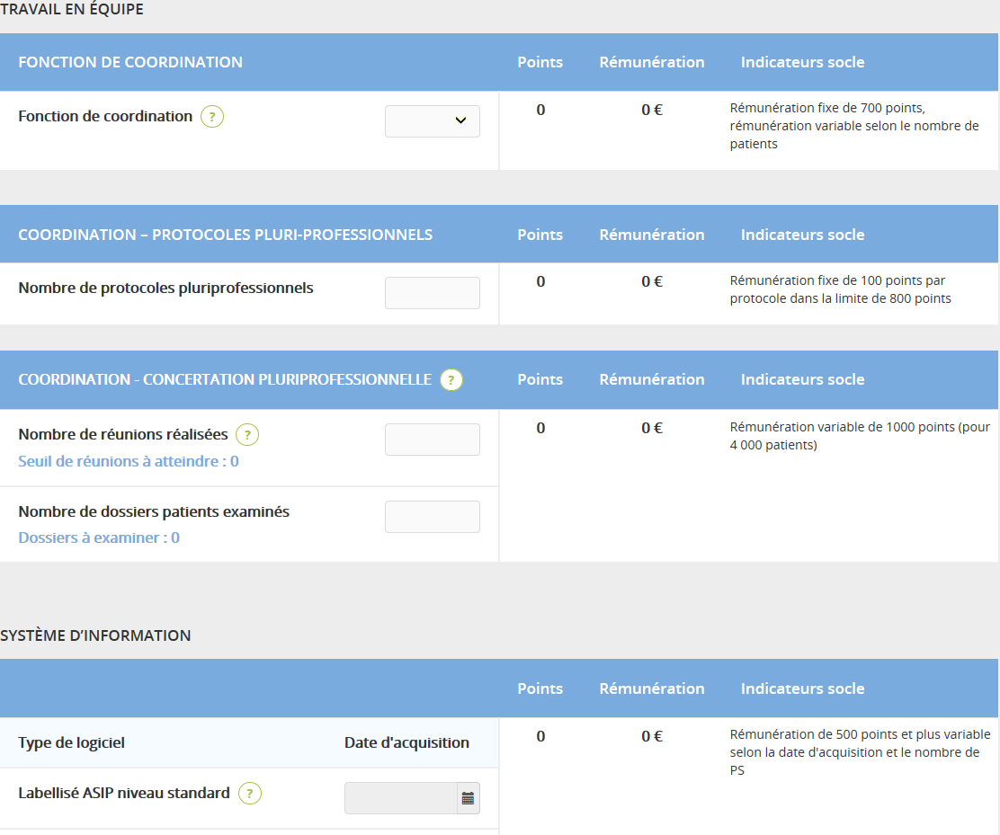 TRAVAIL EN ÉQUIPE
FONCTION DE COORDINATION Points Rémunération Indicateurs socle
Fonction de coordination ? 0 0 € Rémunération fixe de 700 points,
rémunération variable selon le nombre de
patients
COORDINATION – PROTOCOLES PLURI-PROFESSIONNELS Points Rémunération Indicateurs socle
Nombre de protocoles pluriprofessionnels 0 0 € Rémunération fixe de 100 points par
protocole dans la limite de 800 points
COORDINATION - CONCERTATION PLURIPROFESSIONNELLE ? Points Rémunération Indicateurs socle
Nombre de réunions réalisées ? 0 0 € Rémunération variable de 1000 points (pour
4 000 patients)
Seuil de réunions à atteindre : 0
Nombre de dossiers patients examinés
Dossiers à examiner : 0
SYSTÈME D’INFORMATION
Points Rémunération Indicateurs socle
Type de logiciel Date d'acquisition 0 0 € Rémunération de 500 points et plus variable
selon la date d'acquisition et le nombre de
PS
Labellisé ASIP niveau standard ?